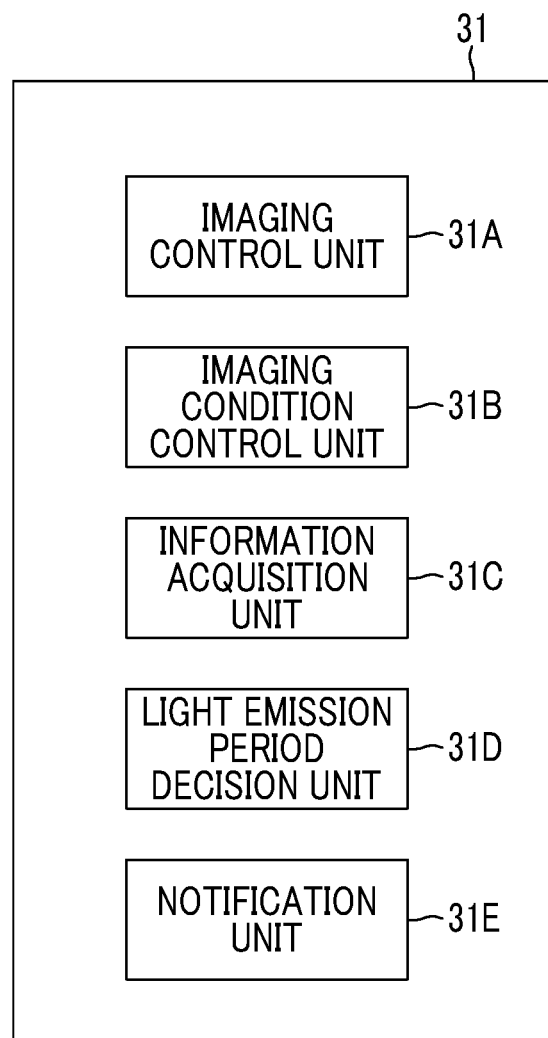 31
IMAGING
CONTROL UNIT
31A
IMAGING
CONDITION
CONTROL UNIT
31B
INFORMATION
ACQUISITION
UNIT
31C
LIGHT EMISSION
PERIOD
DECISION UNIT
31D
NOTIFICATION
UNIT
31E